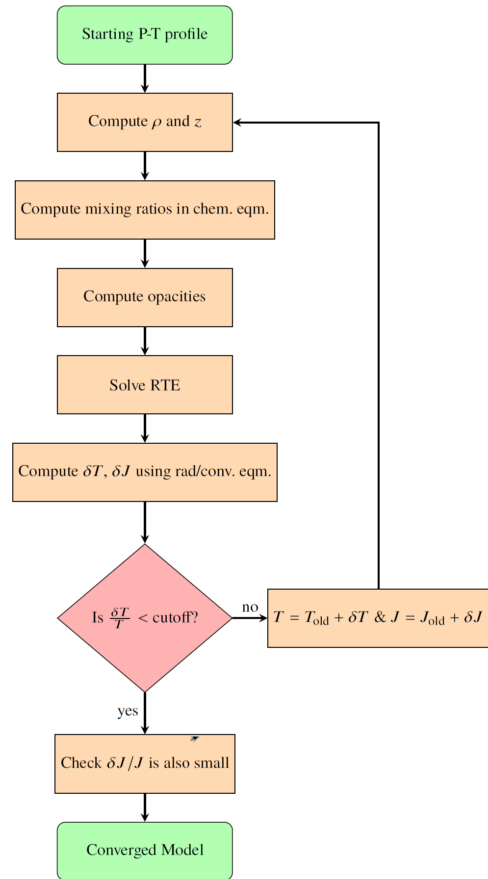 Starting P-T profile
Compute ρ and z
Compute mixing ratios in chem. eqm.
Compute opacities
Solve RTE
Compute δT, δJ using rad/conv. eqm.
Is δT/T < cutoff?
no
T = T_old + δT & J = J_old + δJ
yes
Check δJ/J is also small
Converged Model